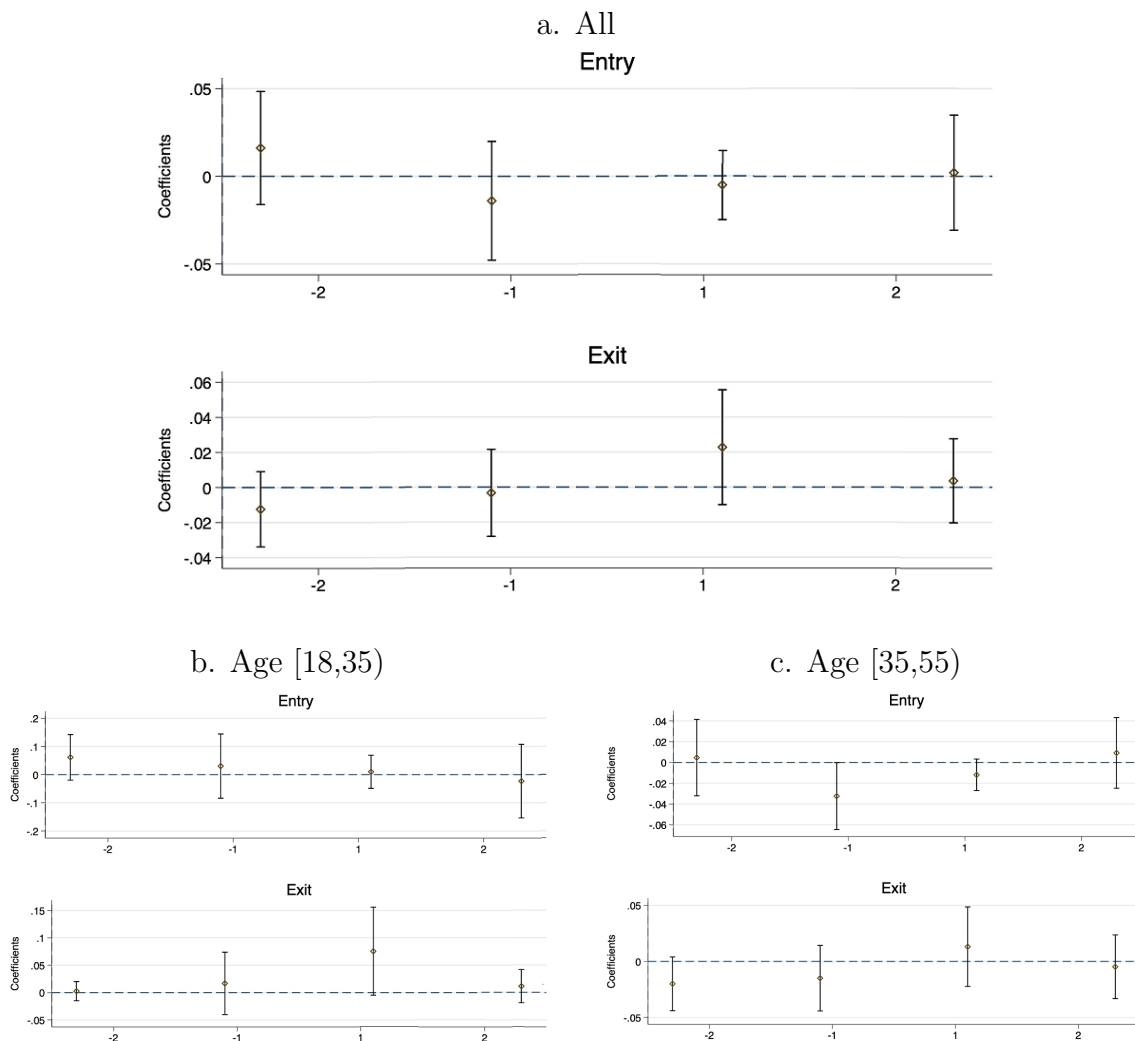 a. All
Entry
Coefficients
.05
0
-.05
-2 -1 1 2
Exit
Coefficients
.06
.04
.02
0
-.02
-.04
-2 -1 1 2
b. Age [18,35)
Entry
Coefficients
.2
.1
0
-.1
-.2
-2 -1 1 2
Exit
Coefficients
.15
.1
.05
0
-.05
-2 -1 1 2
c. Age [35,55)
Entry
Coefficients
.04
.02
0
-.02
-.04
-.06
-2 -1 1 2
Exit
Coefficients
.05
0
-.05
-2 -1 1 2